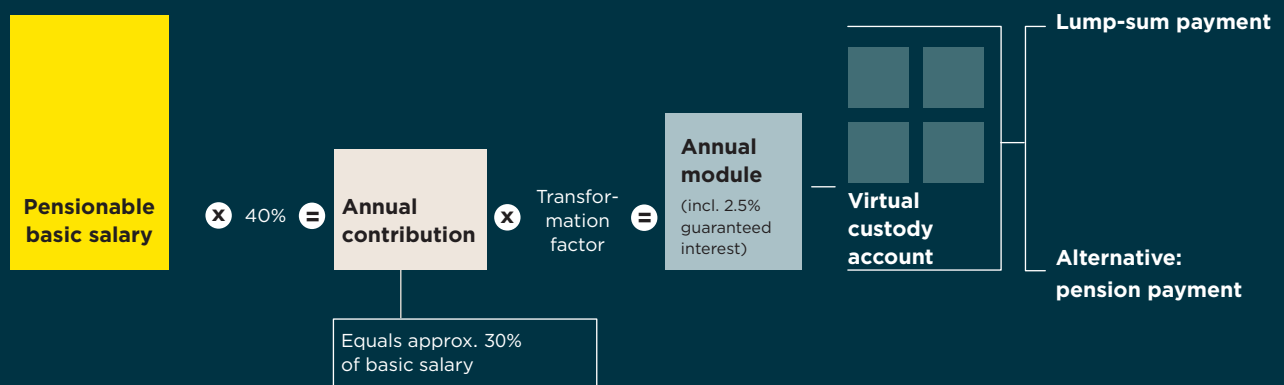 Pensionable
basic salary
x
40%
=
Annual
contribution
x
Transfor-
mation
factor
=
Annual
module
(incl. 2.5%
guaranteed
interest)
Virtual
custody
account
Lump-sum payment
Alternative:
pension payment
Equals approx. 30%
of basic salary